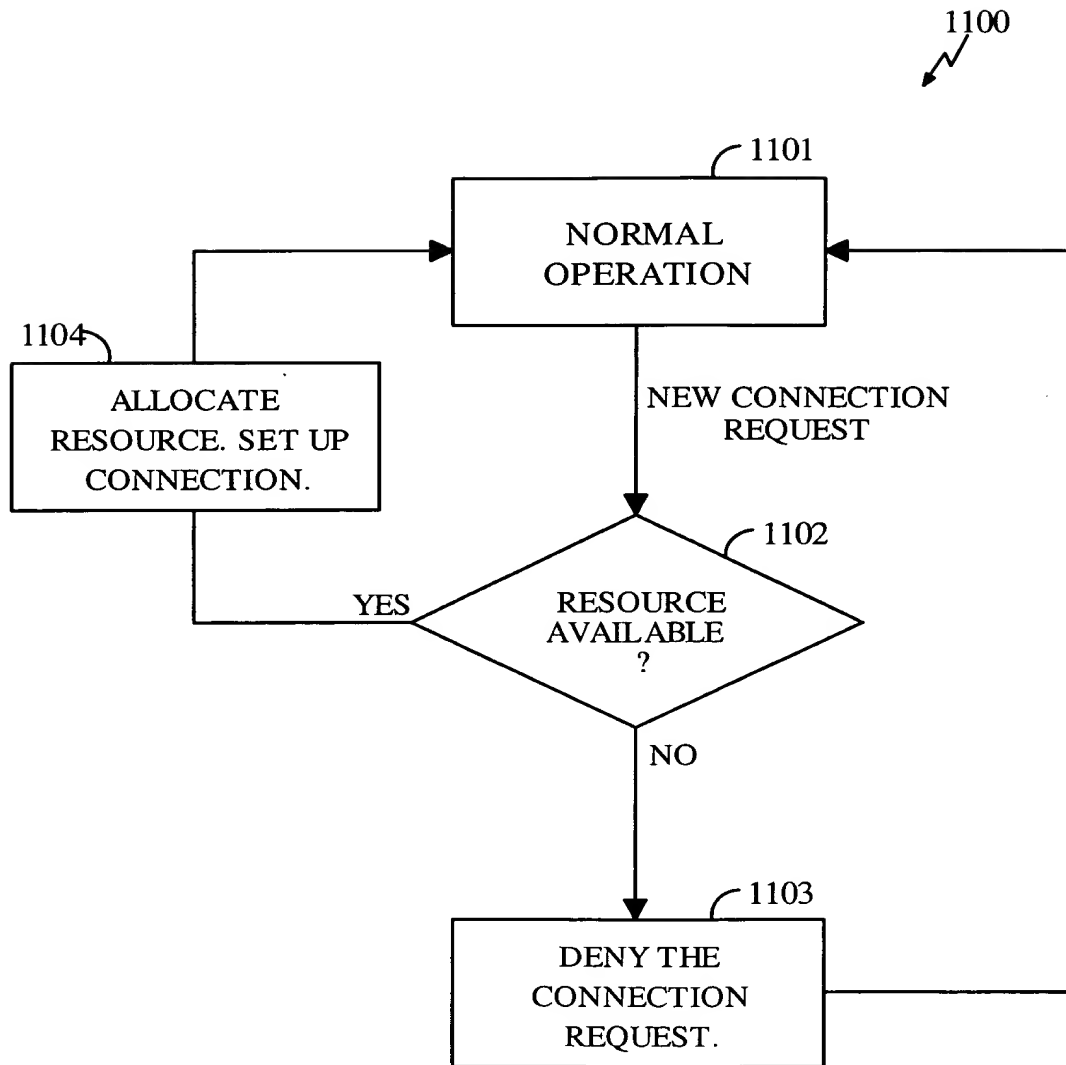 1100
1101
NORMAL
OPERATION
1104
ALLOCATE
RESOURCE. SET UP
CONNECTION.
NEW CONNECTION
REQUEST
1102
YES
RESOURCE
AVAILABLE
?
NO
1103
DENY THE
CONNECTION
REQUEST.